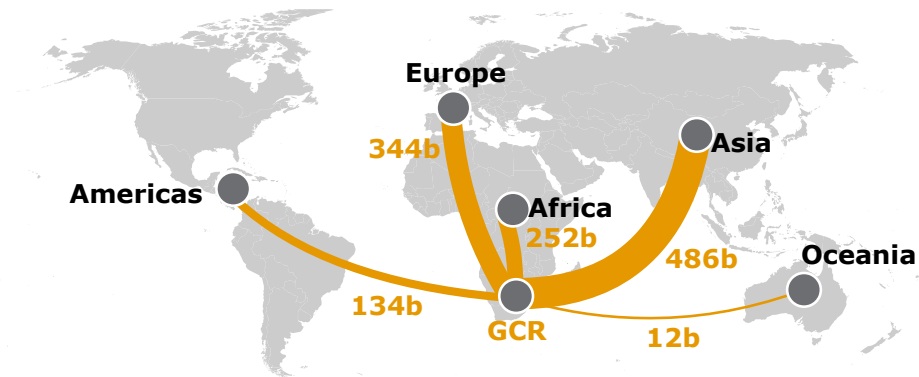 Europe
344b
Asia
Americas
Africa
252b
486b
Oceania
134b
GCR
12b